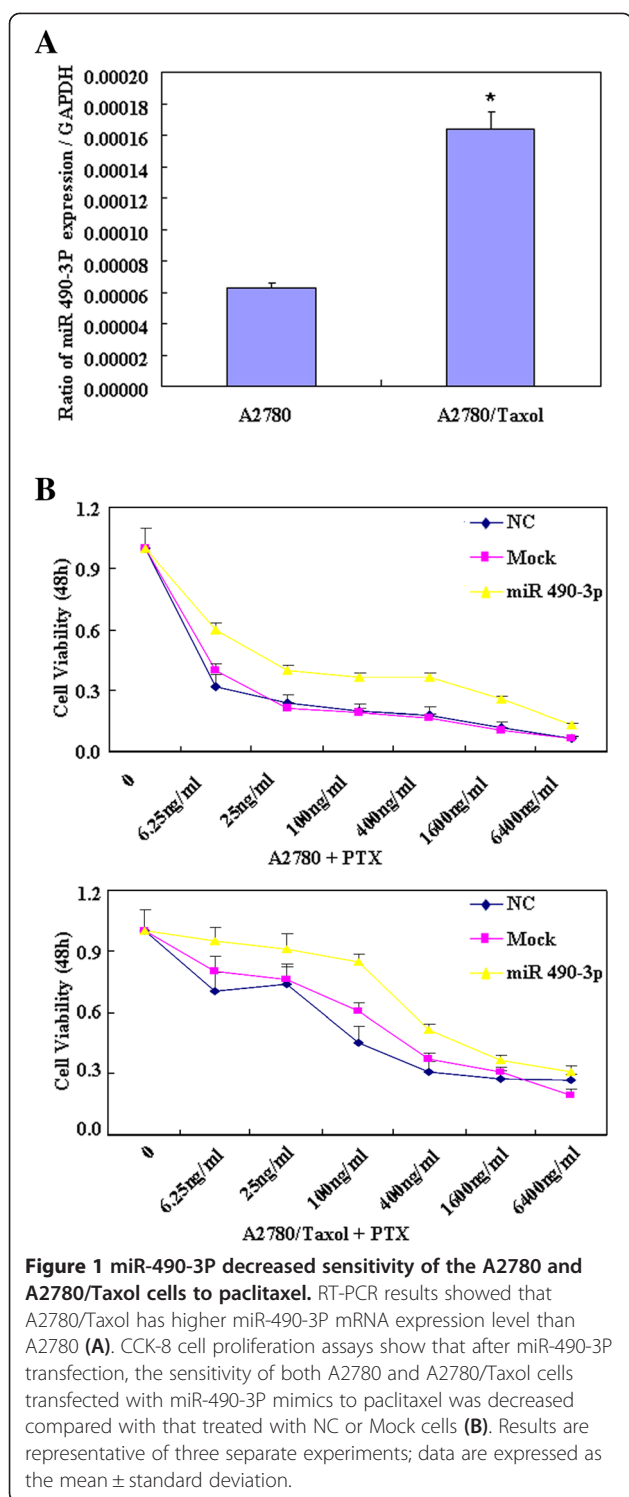 A
Ratio of miR 490-3P expression / GAPDH
0.00020
0.00018
0.00016
0.00014
0.00012
0.00010
0.00008
0.00006
0.00004
0.00002
0.00000
*
A2780
A2780/Taxol
B
Cell Viability (48h)
1.2
0.9
0.6
0.3
0.0
NC
Mock
miR 490-3p
0
6.25ng/ml
25ng/ml
100ng/ml
400ng/ml
1600ng/ml
6400ng/ml
A2780 + PTX
Cell Viability (48h)
1.2
0.9
0.6
0.3
0.0
NC
Mock
miR 490-3p
0
6.25ng/ml
25ng/ml
100ng/ml
400ng/ml
1600ng/ml
6400ng/ml
A2780/Taxol + PTX
Figure 1 miR-490-3P decreased sensitivity of the A2780 and
A2780/Taxol cells to paclitaxel. RT-PCR results showed that
A2780/Taxol has higher miR-490-3P mRNA expression level than
A2780 (A). CCK-8 cell proliferation assays show that after miR-490-3P
transfection, the sensitivity of both A2780 and A2780/Taxol cells
transfected with miR-490-3P mimics to paclitaxel was decreased
compared with that treated with NC or Mock cells (B). Results are
representative of three separate experiments; data are expressed as
the mean ± standard deviation.